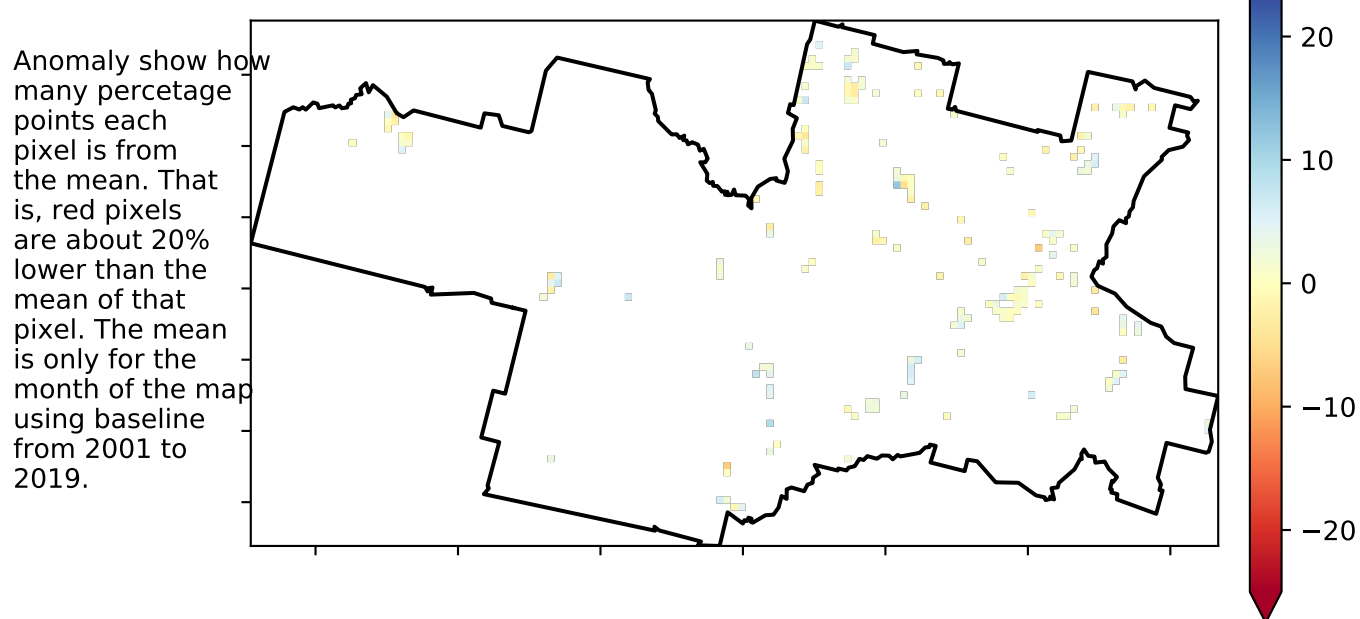 Anomaly show how
many percetage
points each
pixel is from
the mean. That
is, red pixels
are about 20%
lower than the
mean of that
pixel. The mean
is only for the
month of the map
using baseline
from 2001 to
2019.
20
10
0
−10
−20